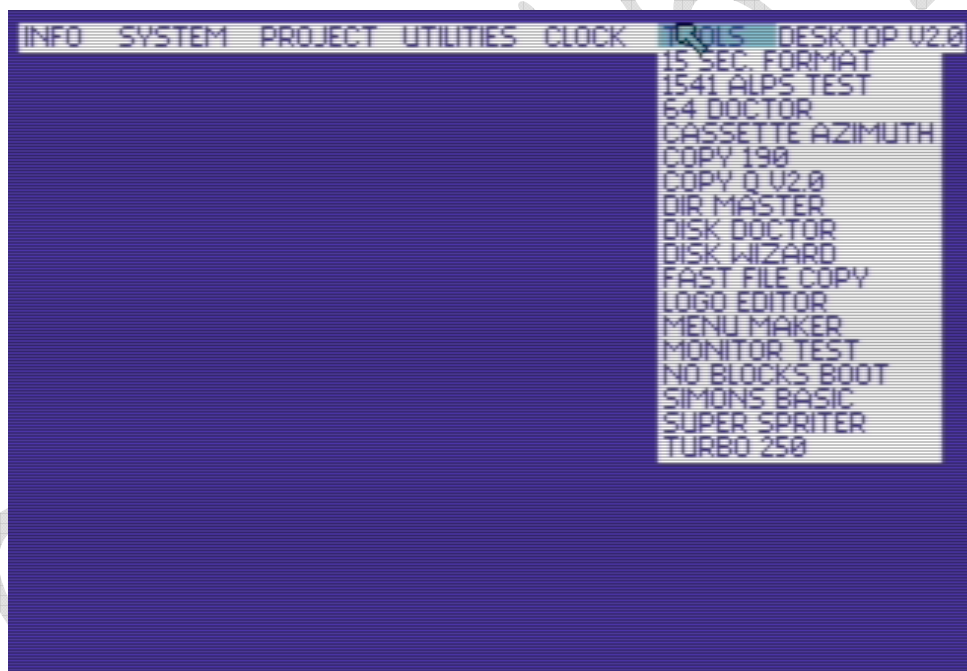 INFO SYSTEM PROJECT UTILITIES CLOCK TOOLS DESKTOP V2.0
15 SEC. FORMAT
1541 ALPS TEST
64 DOCTOR
CASSETTE AZIMUTH
COPY 190
COPY Q V2.0
DIR MASTER
DISK DOCTOR
DISK WIZARD
FAST FILE COPY
LOGO EDITOR
MENU MAKER
MONITOR TEST
NO BLOCKS BOOT
SIMONS BASIC
SUPER SPRITER
TURBO 250